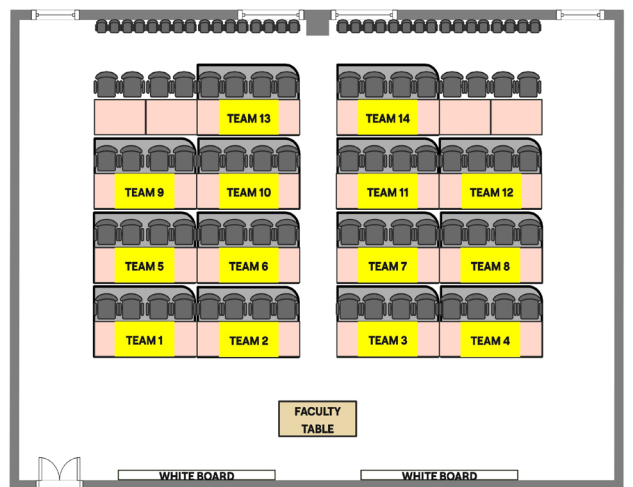 TEAM 13
TEAM 14
TEAM 9
TEAM 10
TEAM 11
TEAM 12
TEAM 5
TEAM 6
TEAM 7
TEAM 8
TEAM 1
TEAM 2
TEAM 3
TEAM 4
FACULTY
TABLE
WHITE BOARD
WHITE BOARD